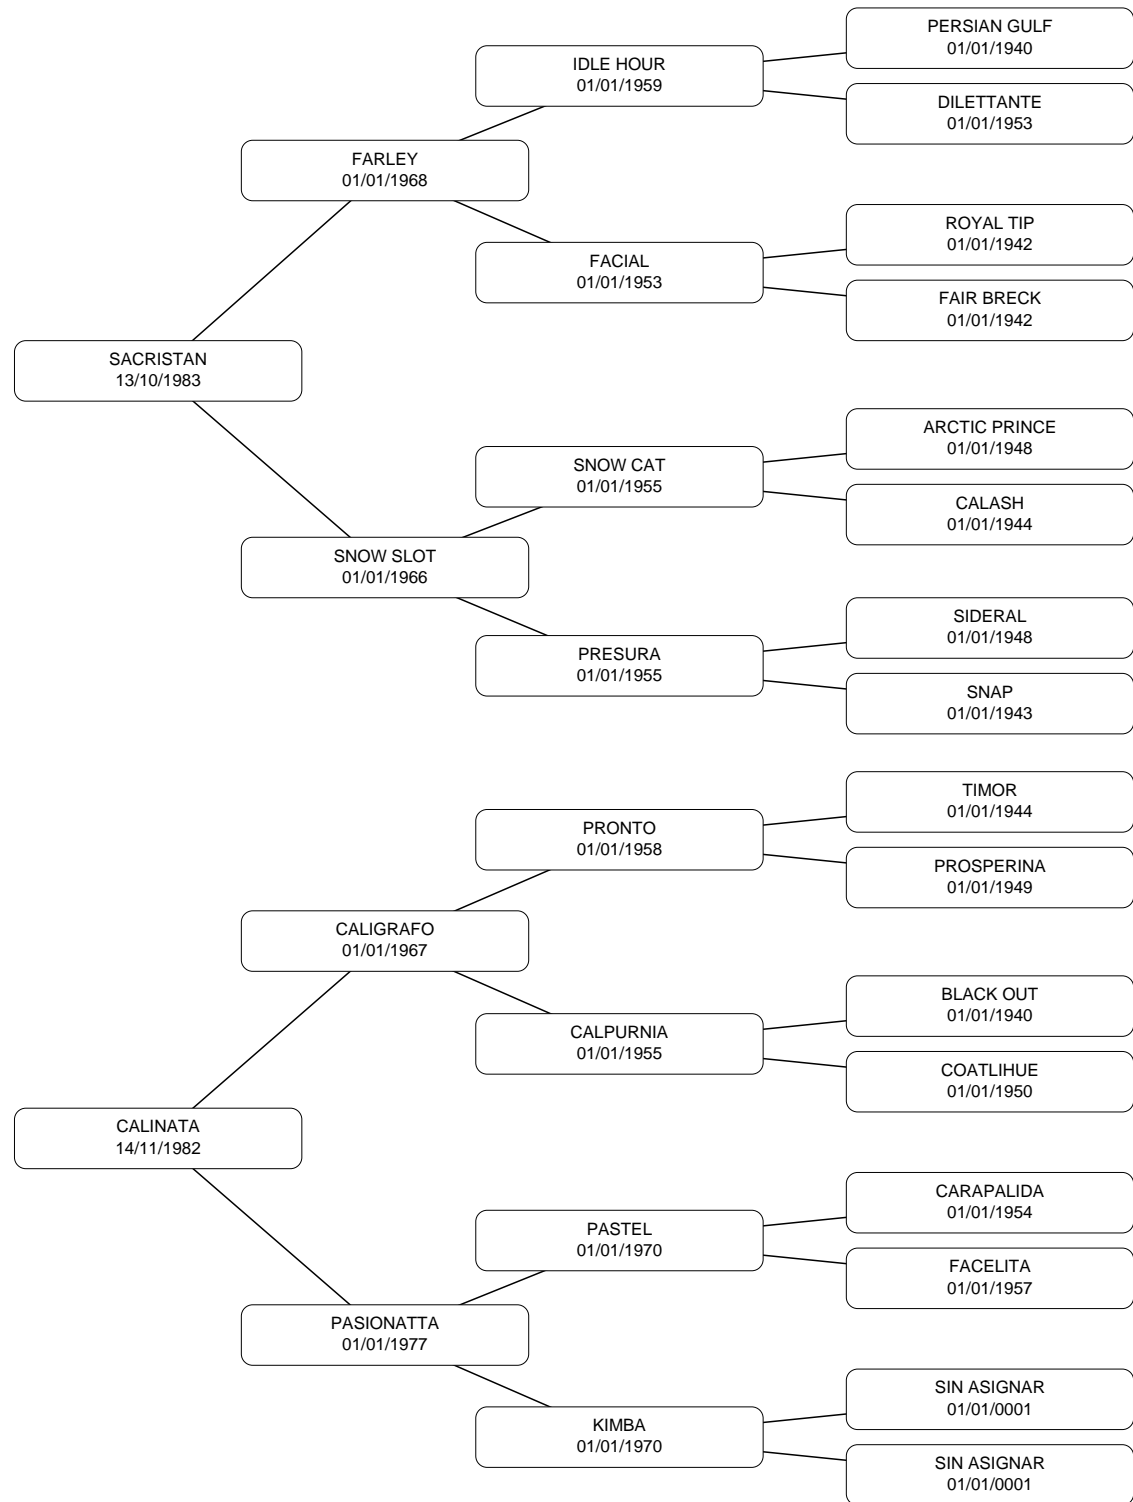 PERSIAN GULF
01/01/1940
IDLE HOUR
01/01/1959
DILETTANTE
01/01/1953
FARLEY
01/01/1968
ROYAL TIP
01/01/1942
FACIAL
01/01/1953
FAIR BRECK
01/01/1942
SACRISTAN
13/10/1983
ARCTIC PRINCE
01/01/1948
SNOW CAT
01/01/1955
CALASH
01/01/1944
SNOW SLOT
01/01/1966
SIDERAL
01/01/1948
PRESURA
01/01/1955
SNAP
01/01/1943
TIMOR
01/01/1944
PRONTO
01/01/1958
PROSPERINA
01/01/1949
CALIGRAFO
01/01/1967
BLACK OUT
01/01/1940
CALPURNIA
01/01/1955
COATLIHUE
01/01/1950
CALINATA
14/11/1982
CARAPALIDA
01/01/1954
PASTEL
01/01/1970
FACELITA
01/01/1957
PASIONATTA
01/01/1977
SIN ASIGNAR
01/01/0001
KIMBA
01/01/1970
SIN ASIGNAR
01/01/0001